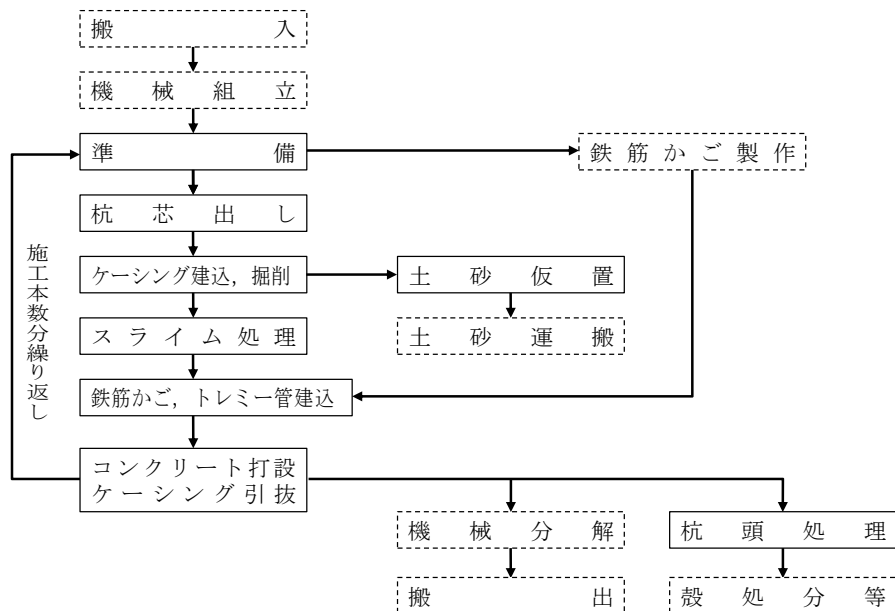 搬入
機械組立
準備
鉄筋かご製作
杭芯出し
ケーシング建込，掘削
土砂仮置
スライム処理
土砂運搬
鉄筋かご，トレミー管建込
施工本数分繰り返し
コンクリート打設
ケーシング引抜
機械分解
杭頭処理
搬出
殻処分等